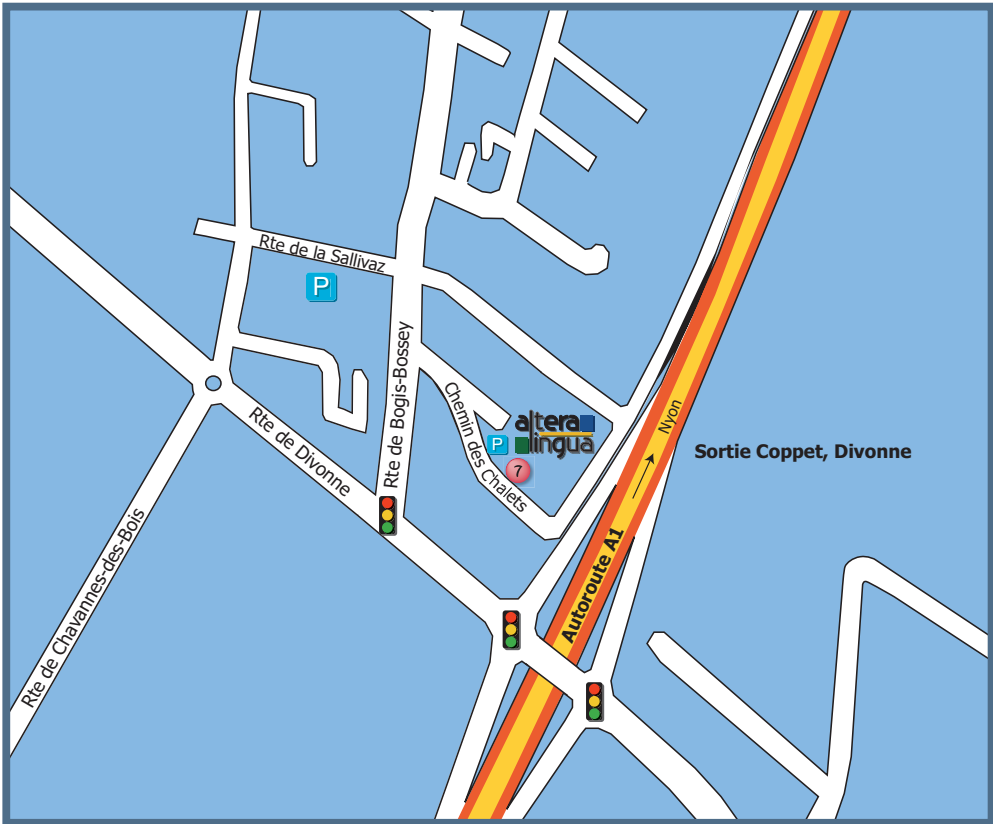 Rte de la Sallivaz
P
Rte de Bogis-Bossey
Chemin des Chalets
altera
lingua
P
7
Nyon
Sortie Coppet, Divonne
Rte de Divonne
Autoroute A1
Rte de Chavannes-des-Bois